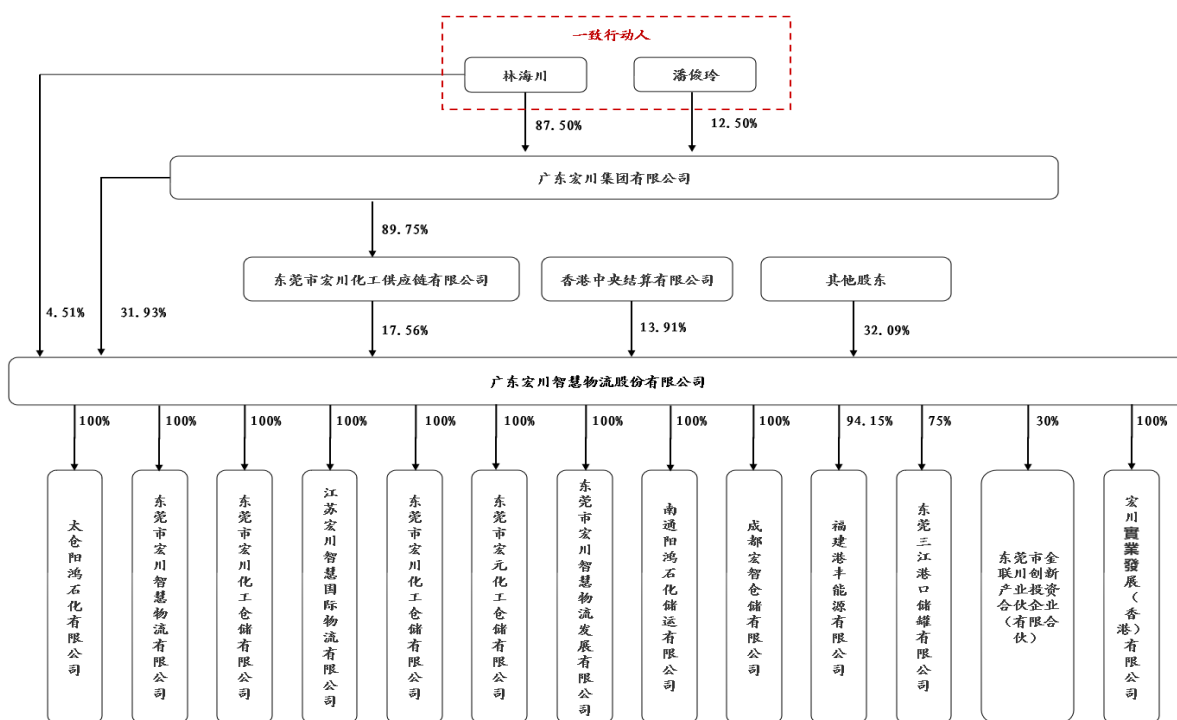 一致行动人
林海川
潘俊玲
87.50%
12.50%
广东宏川集团有限公司
89.75%
东莞市宏川化工供应链有限公司
香港中央结算有限公司
其他股东
4.51%
31.93%
17.56%
13.91%
32.09%
广东宏川智慧物流股份有限公司
100%
100%
100%
100%
100%
100%
100%
100%
100%
94.15%
75%
30%
100%
太仓阳鸿石化有限公司
东莞市宏川智慧物流有限公司
东莞市宏川化工仓储有限公司
江苏宏川智慧国际物流有限公司
东莞市宏川化工仓储有限公司
东莞市宏元化工仓储有限公司
东莞市宏川智慧物流发展有限公司
南通阳鸿石化储运有限公司
成都宏智仓储有限公司
福建港丰能源有限公司
东莞三江港口储罐有限公司
东莞市金
联川创新
产业投资
合伙企业
（有限合
伙）
宏川實業發展（香港）有限公司